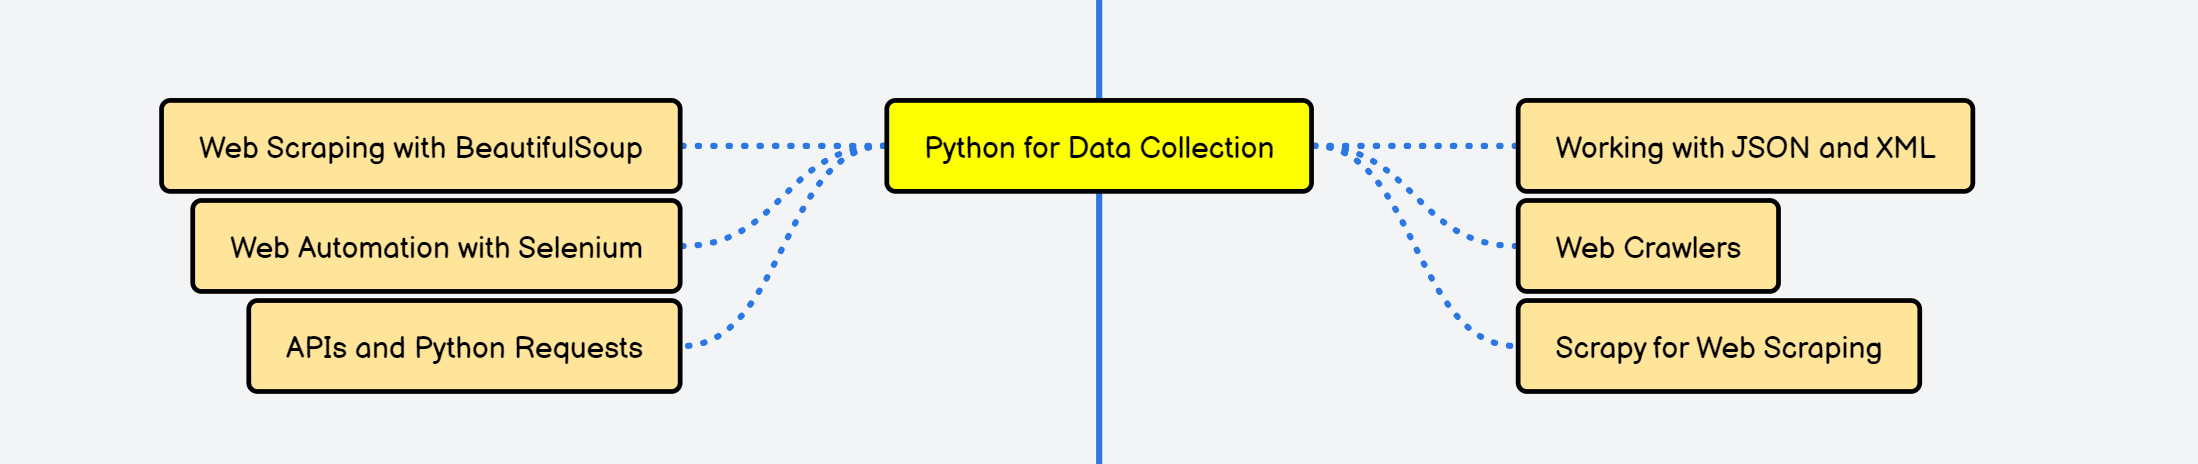 Web Scraping with BeautifulSoup
Python for Data Collection
Working with JSON and XML
Web Automation with Selenium
Web Crawlers
APIs and Python Requests
Scrapy for Web Scraping